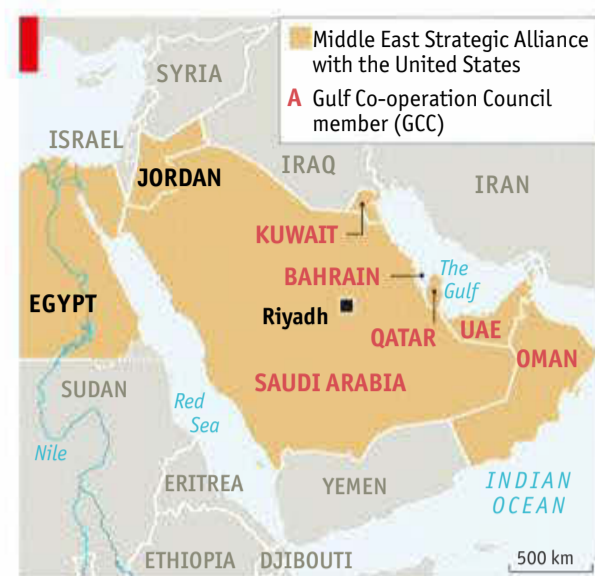 Middle East Strategic Alliance
with the United States
A Gulf Co-operation Council
member (GCC)
SYRIA
ISRAEL
JORDAN
IRAQ
IRAN
KUWAIT
BAHRAIN
The
Gulf
EGYPT
Riyadh
QATAR
UAE
OMAN
SAUDI ARABIA
SUDAN
Red
Sea
Nile
ERITREA
YEMEN
INDIAN
OCEAN
ETHIOPIA
DJIBOUTI
500 km